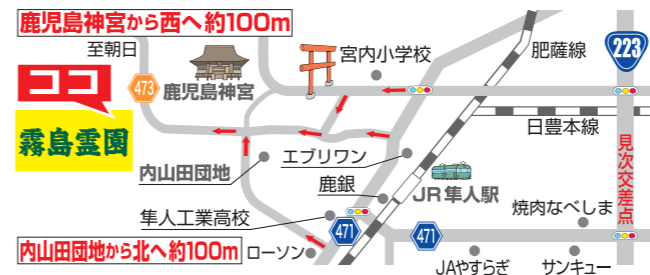 鹿児島神宮から西へ約100m
至朝日
宮内小学校
肥薩線
223
ココ
473
鹿児島神宮
霧島霊園
日豊本線
エブリワン
内山田団地
見次交差点
鹿銀
JR隼人駅
隼人工業高校
焼肉なべしま
471
471
内山田団地から北へ約100m
ローソン
JAやすらぎ
サンキュー